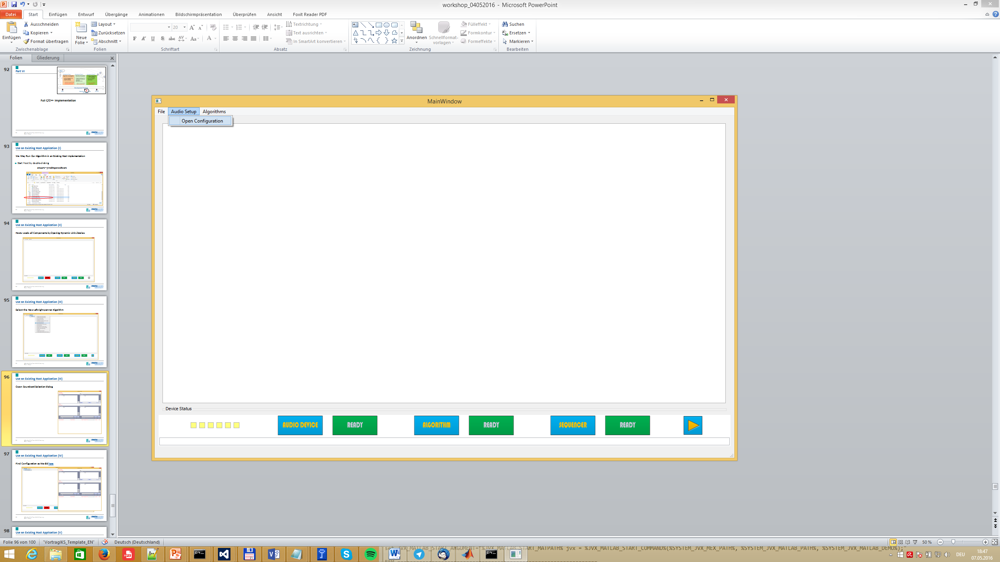 workshop_04052016 - Microsoft PowerPoint
Datei Start Einfügen Entwurf Übergänge Animationen Bildschirmpräsentation Überprüfen Ansicht Foxit Reader PDF
Einfügen
Ausschneiden
Kopieren
Format übertragen
Zwischenablage
Neue
Folie
Layout
Zurücksetzen
Abschnitt
Folien
20
F K U S abc AV Aa A
Schriftart
Textrichtung
Text ausrichten
In SmartArt konvertieren
Absatz
Anordnen
Schnellformat-
vorlagen
Fülleffekt
Formkontur
Formeffekte
Zeichnung
Suchen
Ersetzen
Markieren
Bearbeiten
Folien Gliederung
92
Part VI
Full C/C++ Implementation
93
Use an Existing Host Application (I)
We May Run Our Algorithm in an Existing Host Implementation
Start host by double-clicking
start-jvxRtprocHost
94
Use an Existing Host Application (II)
Hosts Loads all Components by Opening Dynamic Link Libraries
95
Use an Existing Host Application (III)
Select the New Left-right-panner Algorithm
96
Use an Existing Host Application (III)
Open Soundcard Selection Dialog
97
Use an Existing Host Application (IV)
Find Configuration as We did here
98
Use an Existing Host Application (V)
MainWindow
File Audio Setup Algorithms
Open Configuration
Device Status
AUDIO DEVICE READY ALGORITHM READY SEQUENCER READY
Folie 96 von 100 "VortragIKS_Template_EN" Deutsch (Deutschland) 50 %
set JVX_MATLAB_START_ARGUMENT="%JVX_MATLAB_START_MATPATH% jvx = %JVX_MATLAB_START_COMMAND%(%SYSTEM_JVX_MEX_PATH%, %SYSTEM_JVX_MATLAB_PATH%, %SYSTEM_JVX_MATLAB_DEMO%);"
DEU
18:47
07.05.2016